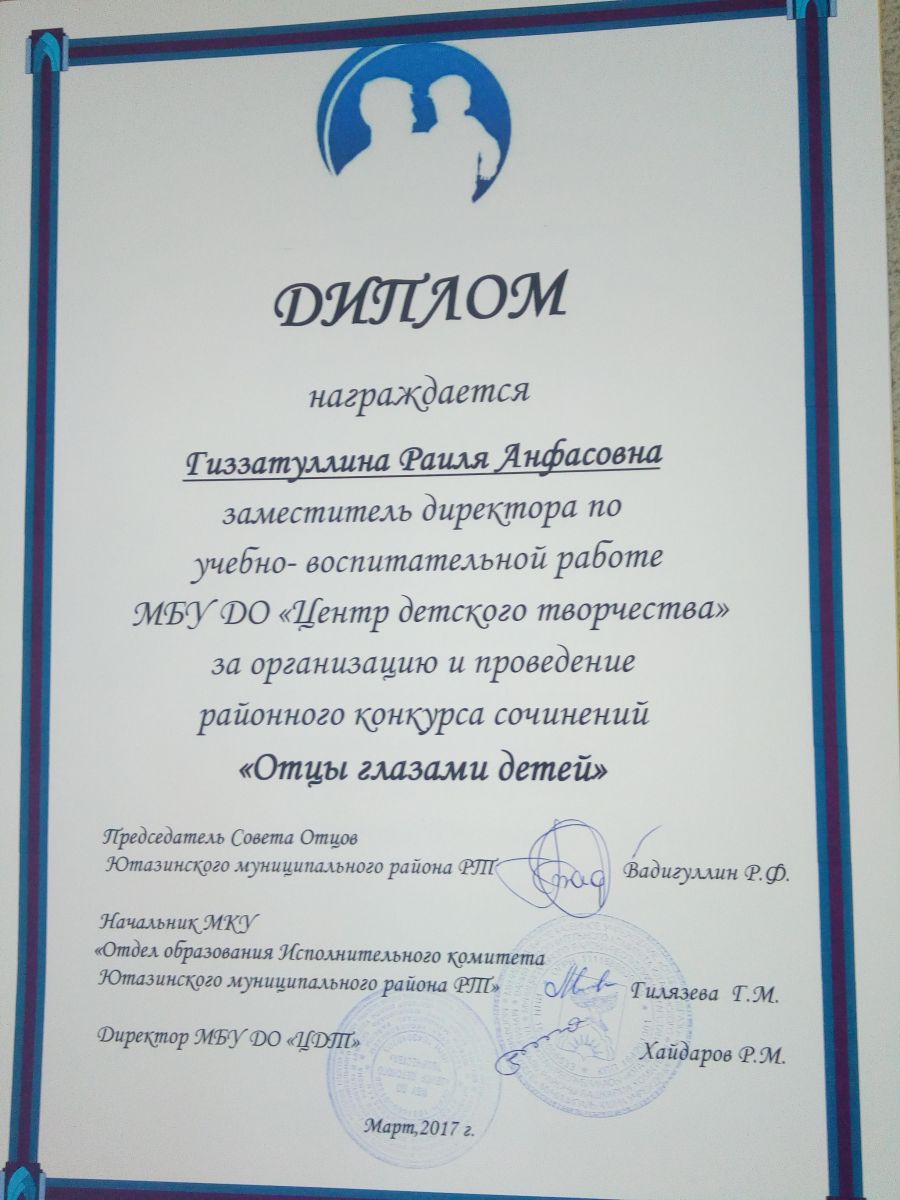 ДИПЛОМ
награждается
Гиззатуллина Раиля Анфасовна
заместитель директора по
учебно- воспитательной работе
МБУ ДО «Центр детского творчества»
за организацию и проведение
районного конкурса сочинений
«Отцы глазами детей»
Председатель Совета Отцов
Ютазинского муниципального района РТ Вадигуллин Р.Ф.
Начальник МКУ
«Отдел образования Исполнительного комитета
Ютазинского муниципального района РТ» Гилязева Г.М.
Директор МБУ ДО «ЦДТ» Хайдаров Р.М.
Март,2017 г.